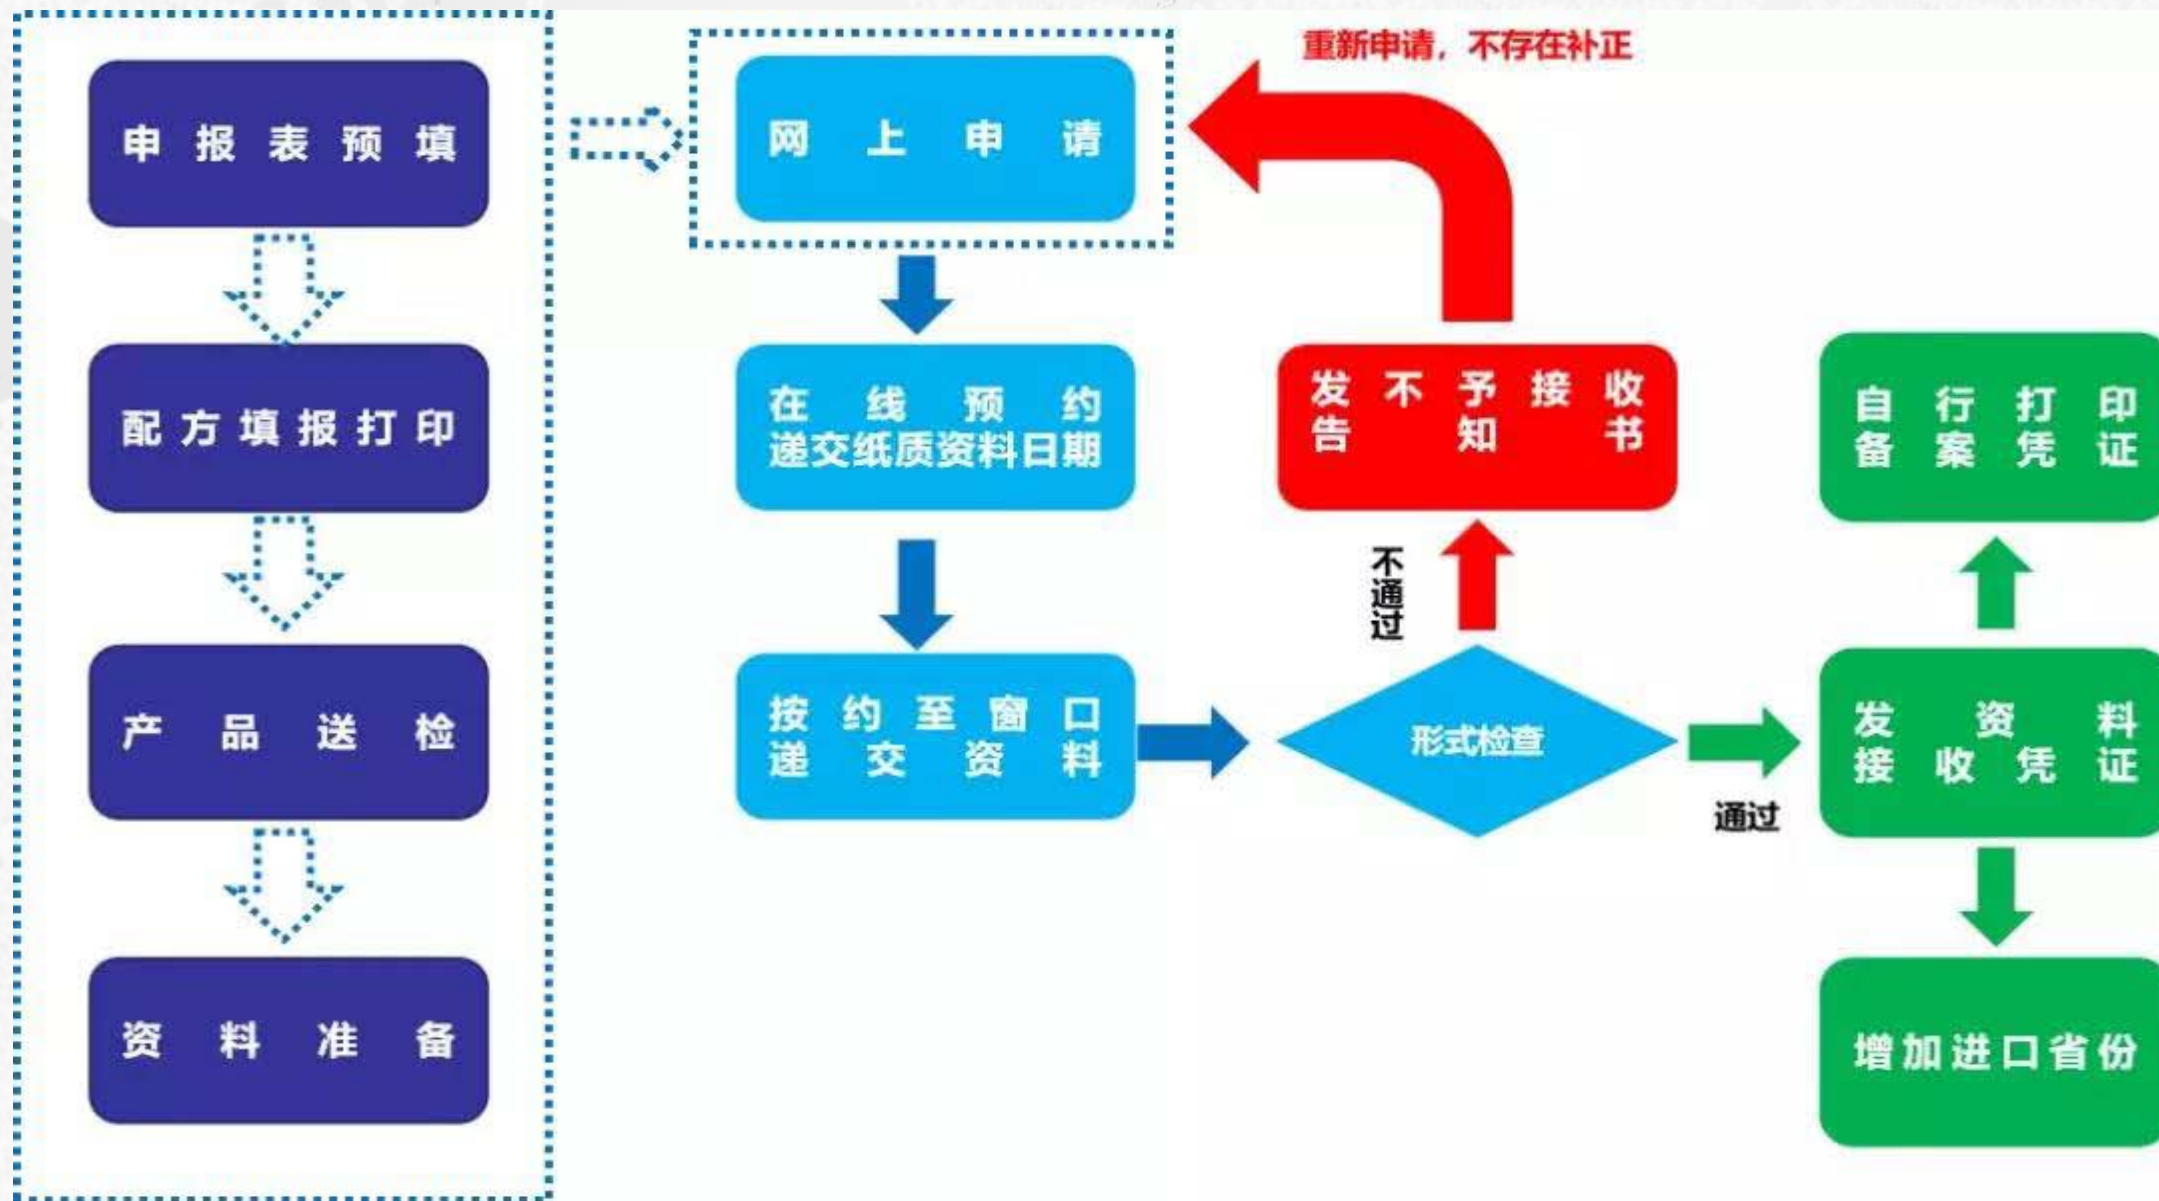 申报表预填
配方填报打印
产品送检
资料准备
网上申请
在线预约
递交纸质资料日期
按约至窗口
递交资料
重新申请，不存在补正
发不予接收
告知书
不通过
形式检查
通过
自行打印
备案凭证
发资料
接收凭证
增加进口省份